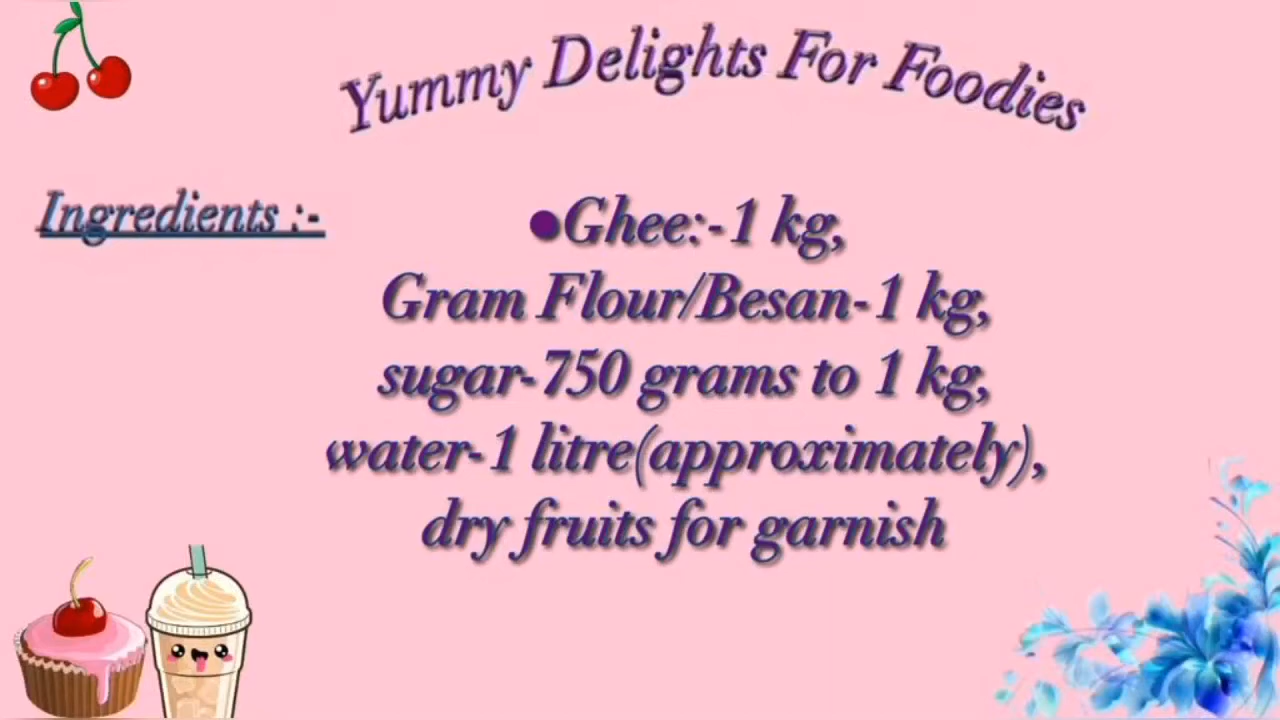 Yummy Delights For Foodies
Ingredients :-
●Ghee:-1 kg,
Gram Flour/Besan-1 kg,
sugar-750 grams to 1 kg,
water-1 litre(approximately),
dry fruits for garnish